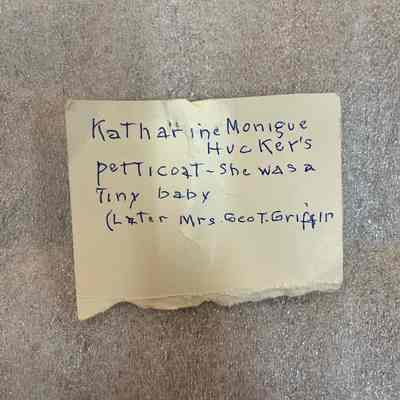 Katharine Monique
Hucker's
petticoat - She was a
Tiny baby
(Later Mrs. Geo T. Griffin